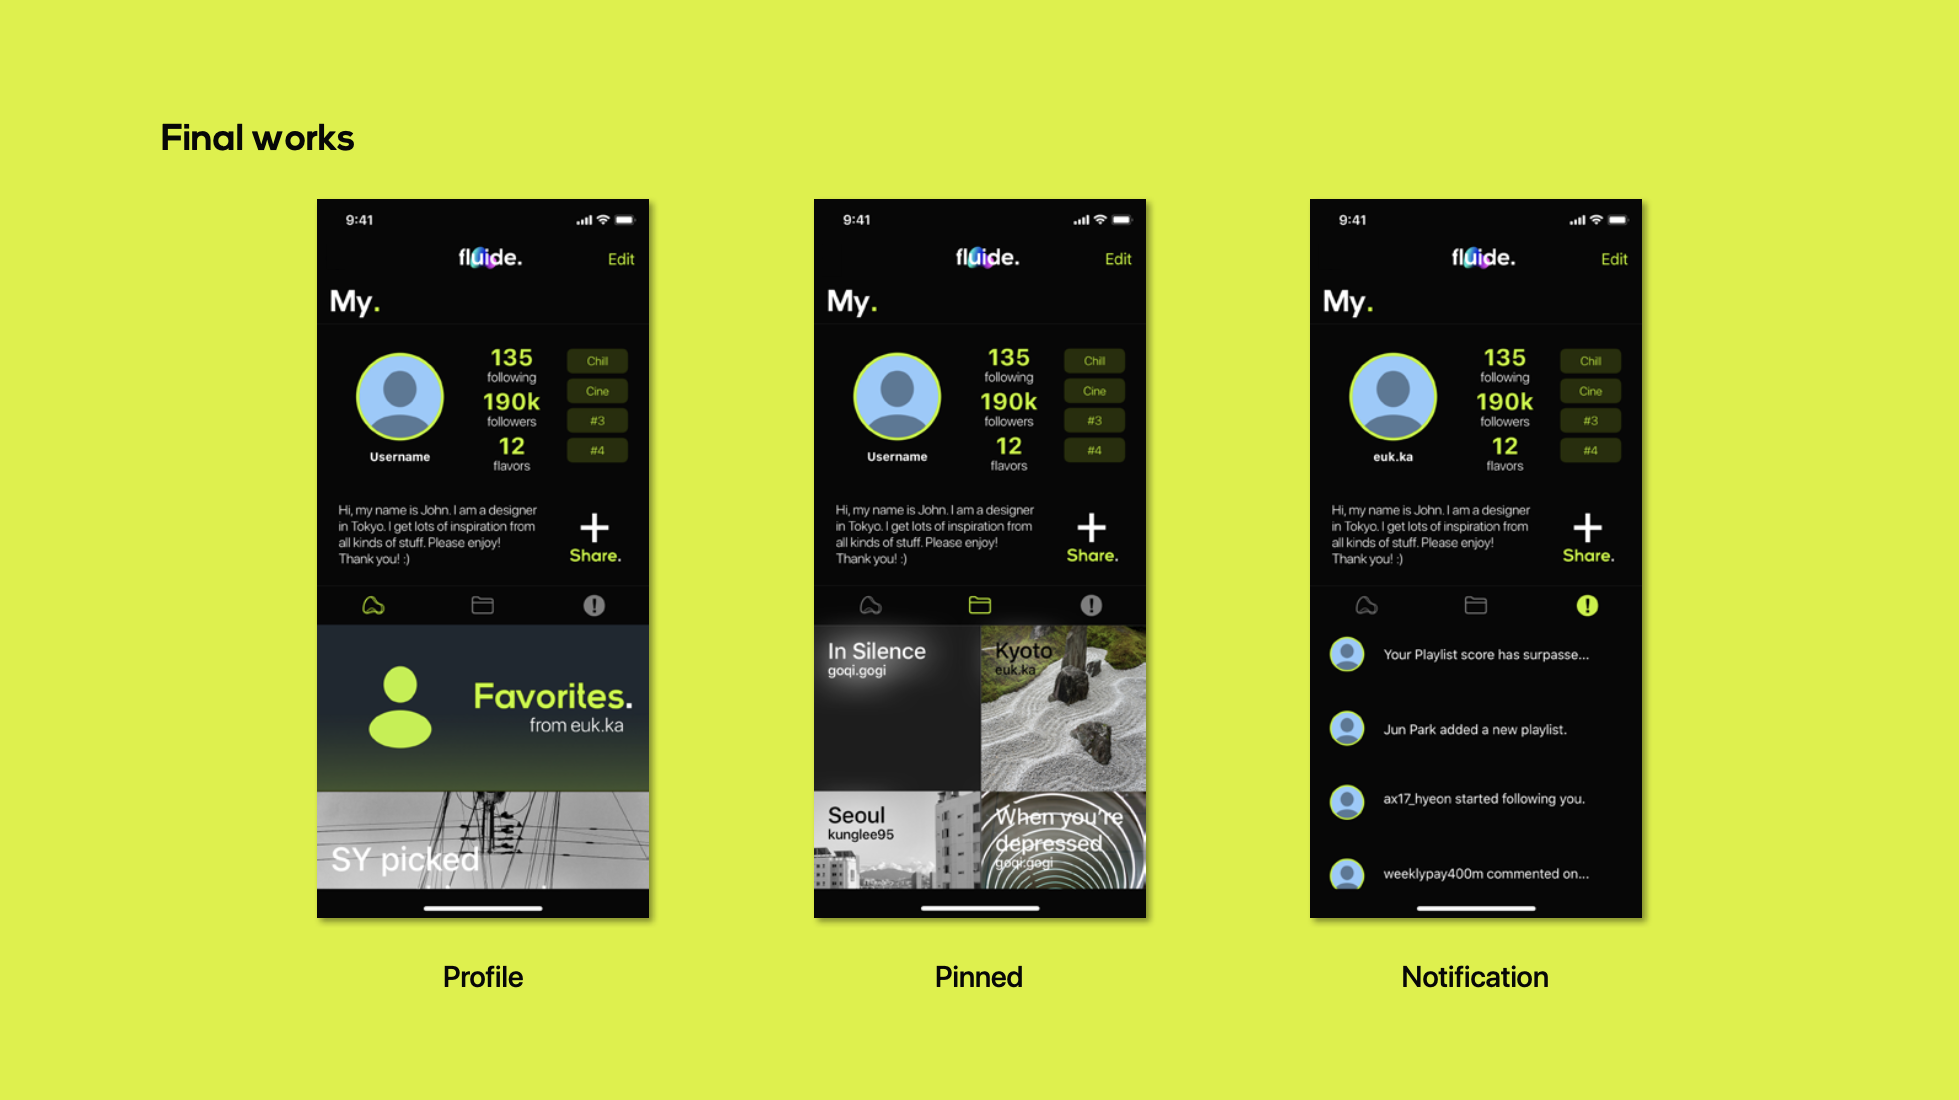 Final works
9:41
fluide.
Edit
My.
135
following
190k
followers
12
flavors
Chill
Cine
#3
#4
Username
Hi, my name is John. I am a designer
in Tokyo. I get lots of inspiration from
all kinds of stuff. Please enjoy!
Thank you! :)
Share.
Favorites.
from euk.ka
SY picked
Profile
9:41
fluide.
Edit
My.
135
following
190k
followers
12
flavors
Chill
Cine
#3
#4
Username
Hi, my name is John. I am a designer
in Tokyo. I get lots of inspiration from
all kinds of stuff. Please enjoy!
Thank you! :)
Share.
In Silence
goqi.gogi
Kyoto
euk.ka
Seoul
kunglee95
When you're
depressed
goqi.gogi
Pinned
9:41
fluide.
Edit
My.
135
following
190k
followers
12
flavors
Chill
Cine
#3
#4
euk.ka
Hi, my name is John. I am a designer
in Tokyo. I get lots of inspiration from
all kinds of stuff. Please enjoy!
Thank you! :)
Share.
Your Playlist score has surpasse...
Jun Park added a new playlist.
ax17_hyeon started following you.
weeklypay400m commented on...
Notification